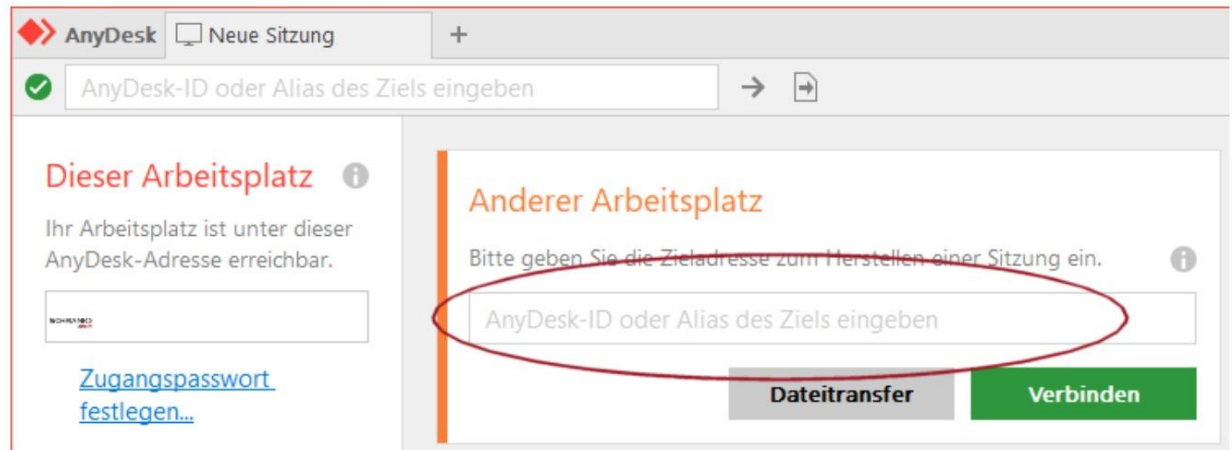 AnyDesk Neue Sitzung +
AnyDesk-ID oder Alias des Ziels eingeben
Dieser Arbeitsplatz
Ihr Arbeitsplatz ist unter dieser
AnyDesk-Adresse erreichbar.
Zugangspasswort
festlegen...
Anderer Arbeitsplatz
Bitte geben Sie die Zieladresse zum Herstellen einer Sitzung ein.
AnyDesk-ID oder Alias des Ziels eingeben
Dateitransfer Verbinden